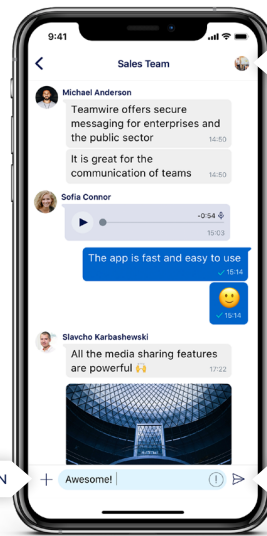 9:41
Sales Team
Michael Anderson
Teamwire offers secure
messaging for enterprises and
the public sector
14:50
It is great for the
communication of teams
14:50
Sofia Connor
-0:54
15:03
The app is fast and easy to use
15:14
15:14
Slavcho Karbashewski
All the media sharing features
are powerful 🙌
17:22
N
Awesome!